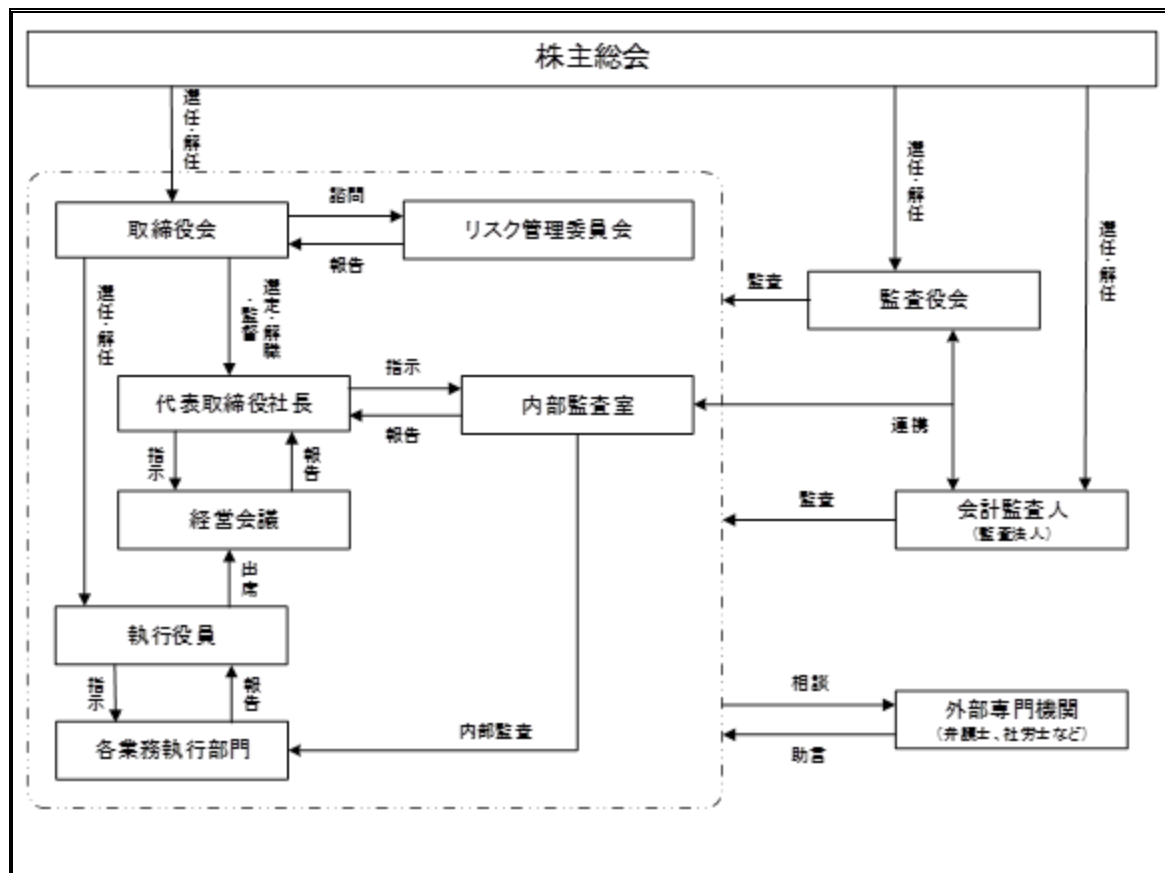 株主総会
選任・解任
選任・解任
選任・解任
取締役会
諮問
報告
リスク管理委員会
監査
監査役会
選任・解任
選定・解職
・監督
代表取締役社長
指示
報告
内部監査室
連携
指示
報告
経営会議
監査
会計監査人
(監査法人)
出席
執行役員
指示
報告
各業務執行部門
内部監査
相談
助言
外部専門機関
(弁護士、社労士など)